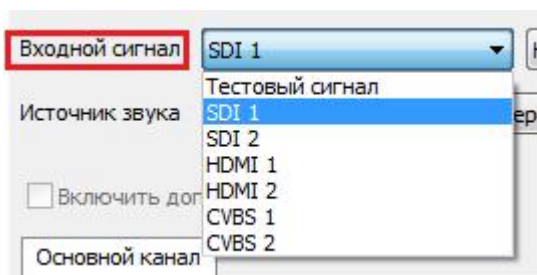 Входной сигнал SDI 1
Тестовый сигнал
Источник звука SDI 1
SDI 2
HDMI 1
Включить HDMI 2
CVBS 1
Основной канал CVBS 2